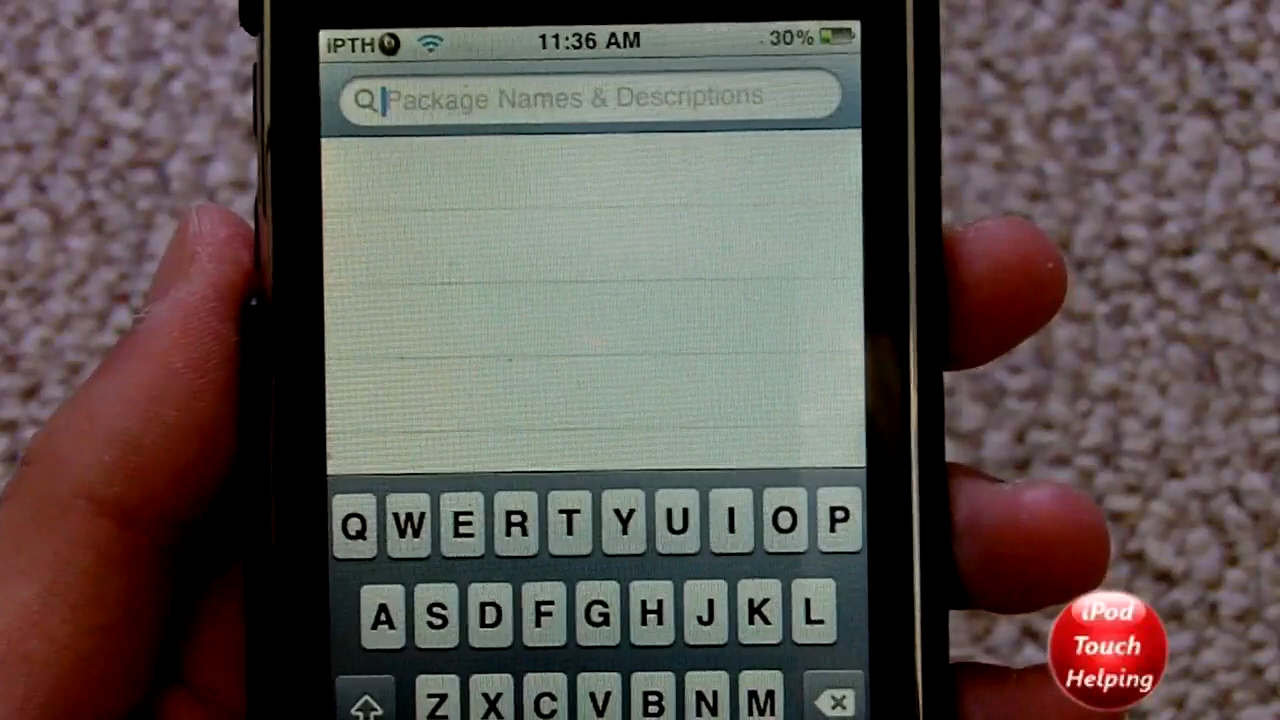 iPTH 11:36 AM 30%
Package Names & Descriptions
Q W E R T Y U I O P
A S D F G H J K L
Z X C V B N M
iPod
Touch
Helping